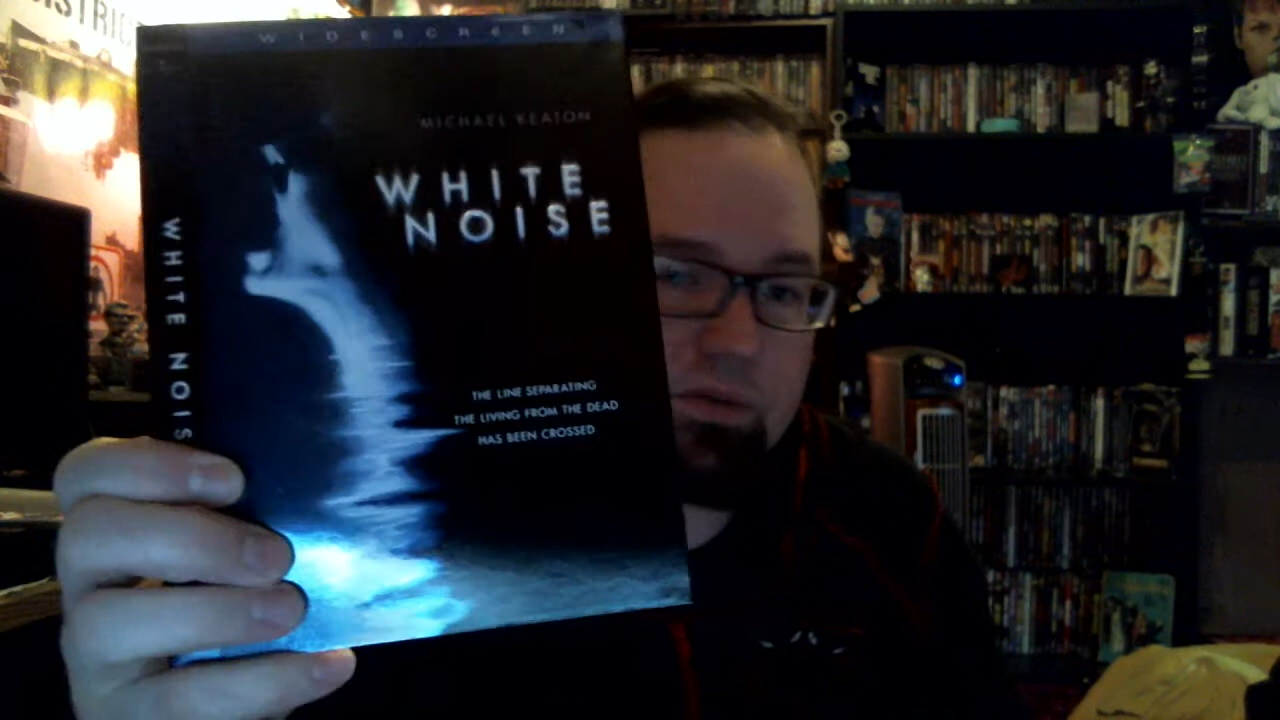 WIDESCREEN
MICHAEL KEATON
WHITE
NOISE
THE LINE SEPARATING
THE LIVING FROM THE DEAD
HAS BEEN CROSSED
WHITE NOIS